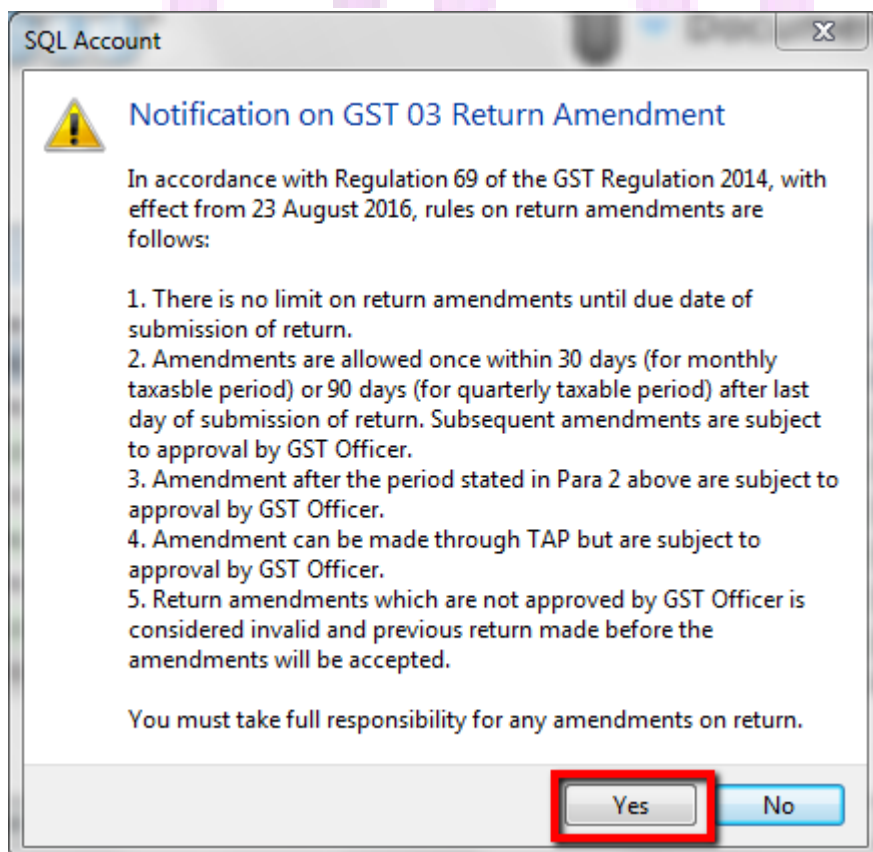 SQL Account
Notification on GST 03 Return Amendment
In accordance with Regulation 69 of the GST Regulation 2014, with
effect from 23 August 2016, rules on return amendments are
follows:
1. There is no limit on return amendments until due date of
submission of return.
2. Amendments are allowed once within 30 days (for monthly
taxasble period) or 90 days (for quarterly taxable period) after last
day of submission of return. Subsequent amendments are subject
to approval by GST Officer.
3. Amendment after the period stated in Para 2 above are subject to
approval by GST Officer.
4. Amendment can be made through TAP but are subject to
approval by GST Officer.
5. Return amendments which are not approved by GST Officer is
considered invalid and previous return made before the
amendments will be accepted.
You must take full responsibility for any amendments on return.
Yes No